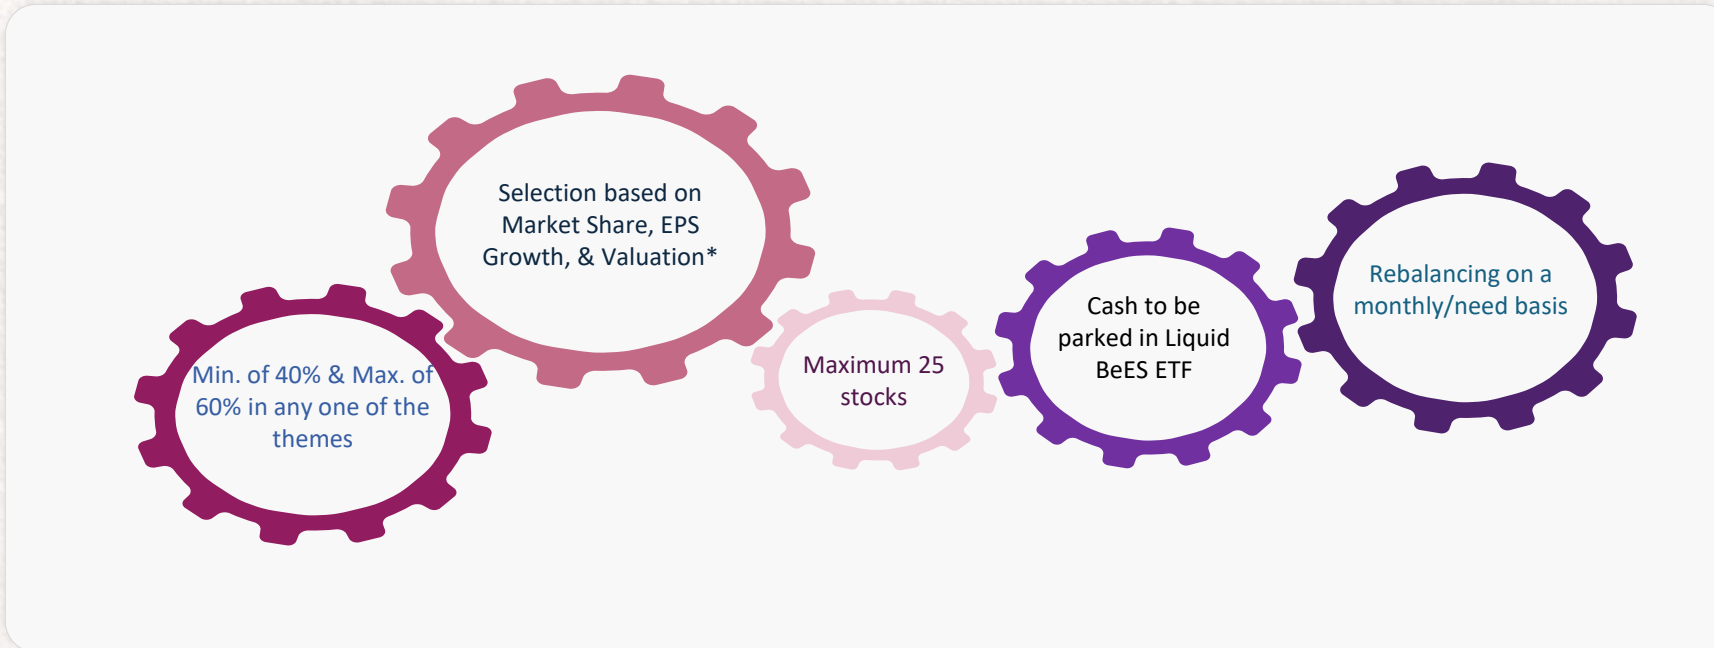 Min. of 40% & Max. of
60% in any one of the
themes
Selection based on
Market Share, EPS
Growth, & Valuation*
Maximum 25
stocks
Cash to be
parked in Liquid
BeES ETF
Rebalancing on a
monthly/need basis